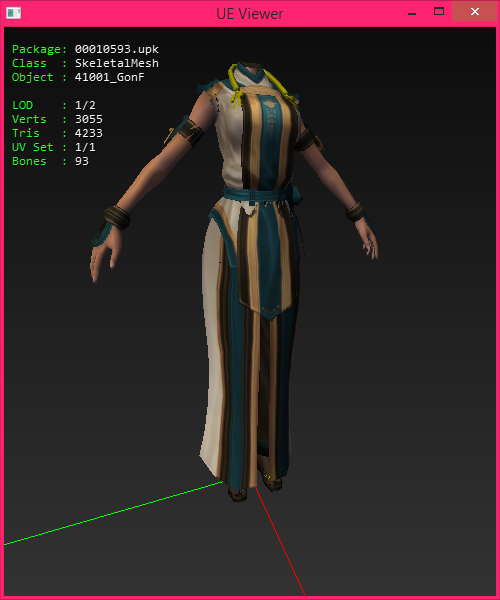 UE Viewer
Package: 00010593.upk
Class : SkeletalMesh
Object : 41001_GonF
LOD : 1/2
Verts : 3055
Tris : 4233
UV Set : 1/1
Bones : 93